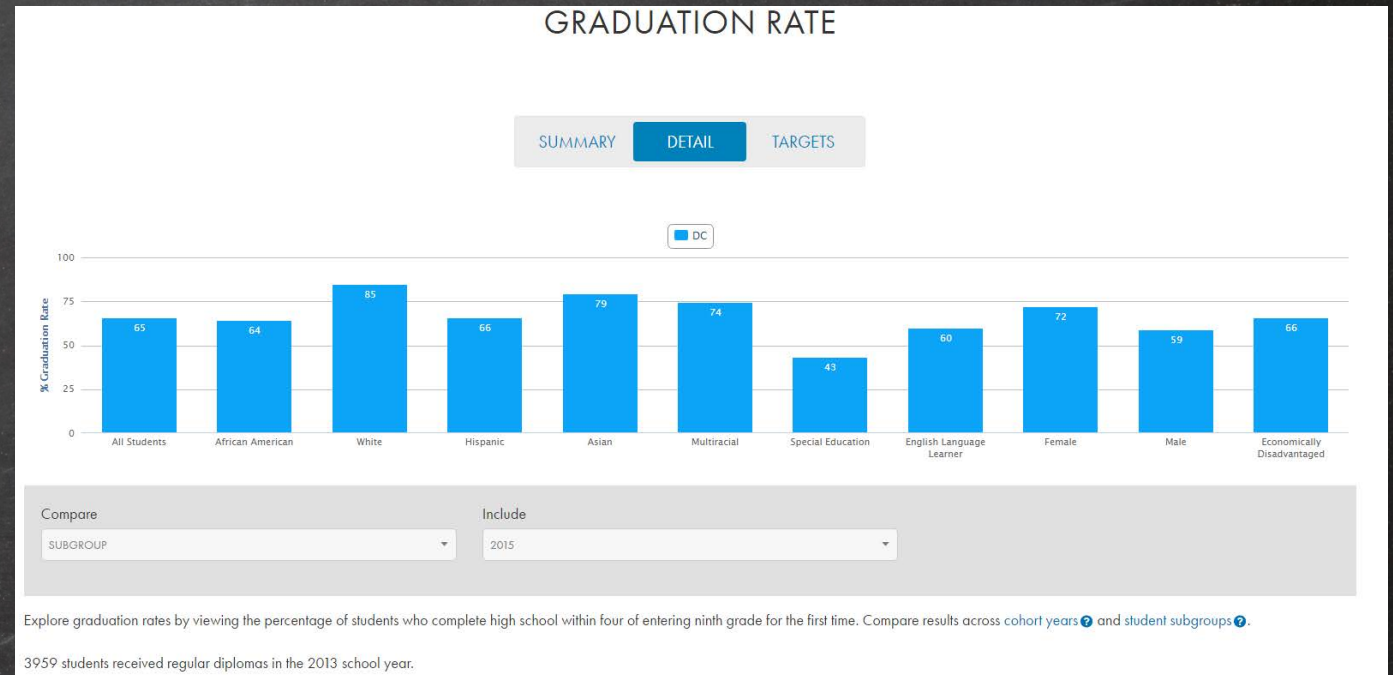 GRADUATION RATE
SUMMARY DETAIL TARGETS
DC
100
75
50
25
0
% Graduation Rate
65 64 85 66 79 74 43 60 72 59 66
All Students African American White Hispanic Asian Multiracial Special Education English Language Learner Female Male Economically Disadvantaged
Compare Include
SUBGROUP 2015
Explore graduation rates by viewing the percentage of students who complete high school within four of entering ninth grade for the first time. Compare results across cohort years ? and student subgroups ?.
3959 students received regular diplomas in the 2013 school year.